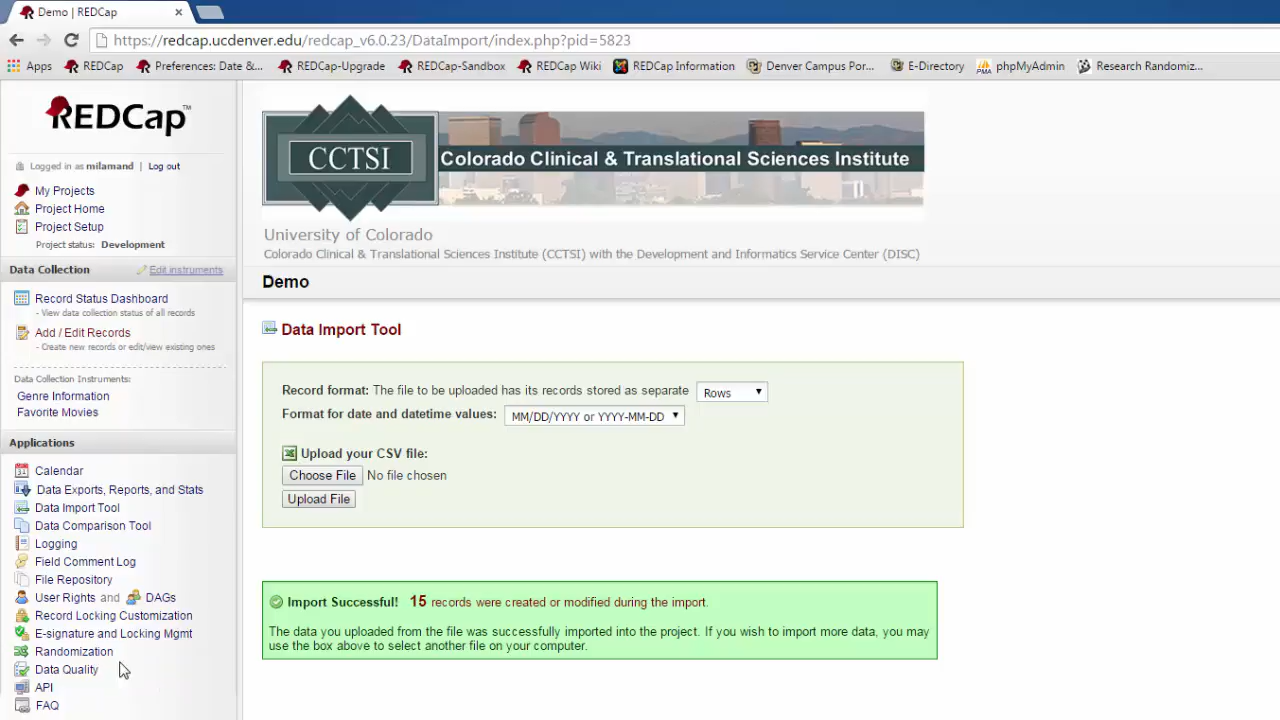 Demo | REDCap
https://redcap.ucdenver.edu/redcap_v6.0.23/DataImport/index.php?pid=5823
Apps REDCap Preferences: Date &... REDCap-Upgrade REDCap-Sandbox REDCap Wiki REDCap Information Denver Campus Por... E-Directory phpMyAdmin Research Randomiz...
REDCap™
Logged in as milamand | Log out
My Projects
Project Home
Project Setup
Project status: Development
Data Collection Edit instruments
Record Status Dashboard
- View data collection status of all records
Add / Edit Records
- Create new records or edit/view existing ones
Data Collection Instruments:
Genre Information
Favorite Movies
Applications
Calendar
Data Exports, Reports, and Stats
Data Import Tool
Data Comparison Tool
Logging
Field Comment Log
File Repository
User Rights and DAGs
Record Locking Customization
E-signature and Locking Mgmt
Randomization
Data Quality
API
FAQ
CCTSI Colorado Clinical & Translational Sciences Institute
University of Colorado
Colorado Clinical & Translational Sciences Institute (CCTSI) with the Development and Informatics Service Center (DISC)
Demo
Data Import Tool
Record format: The file to be uploaded has its records stored as separate Rows
Format for date and datetime values: MM/DD/YYYY or YYYY-MM-DD
Upload your CSV file:
Choose File No file chosen
Upload File
Import Successful! 15 records were created or modified during the import.
The data you uploaded from the file was successfully imported into the project. If you wish to import more data, you may
use the box above to select another file on your computer.